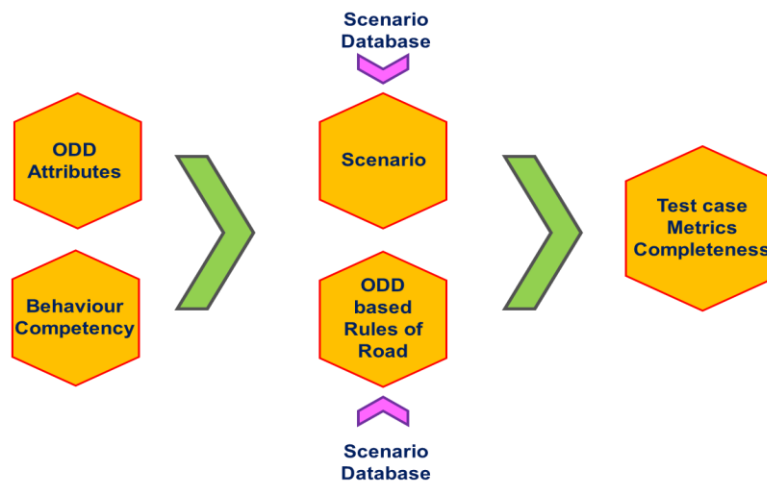 Scenario
Database
ODD
Attributes
Scenario
Test case
Metrics
Completeness
Behaviour
Competency
ODD
based
Rules of
Road
Scenario
Database